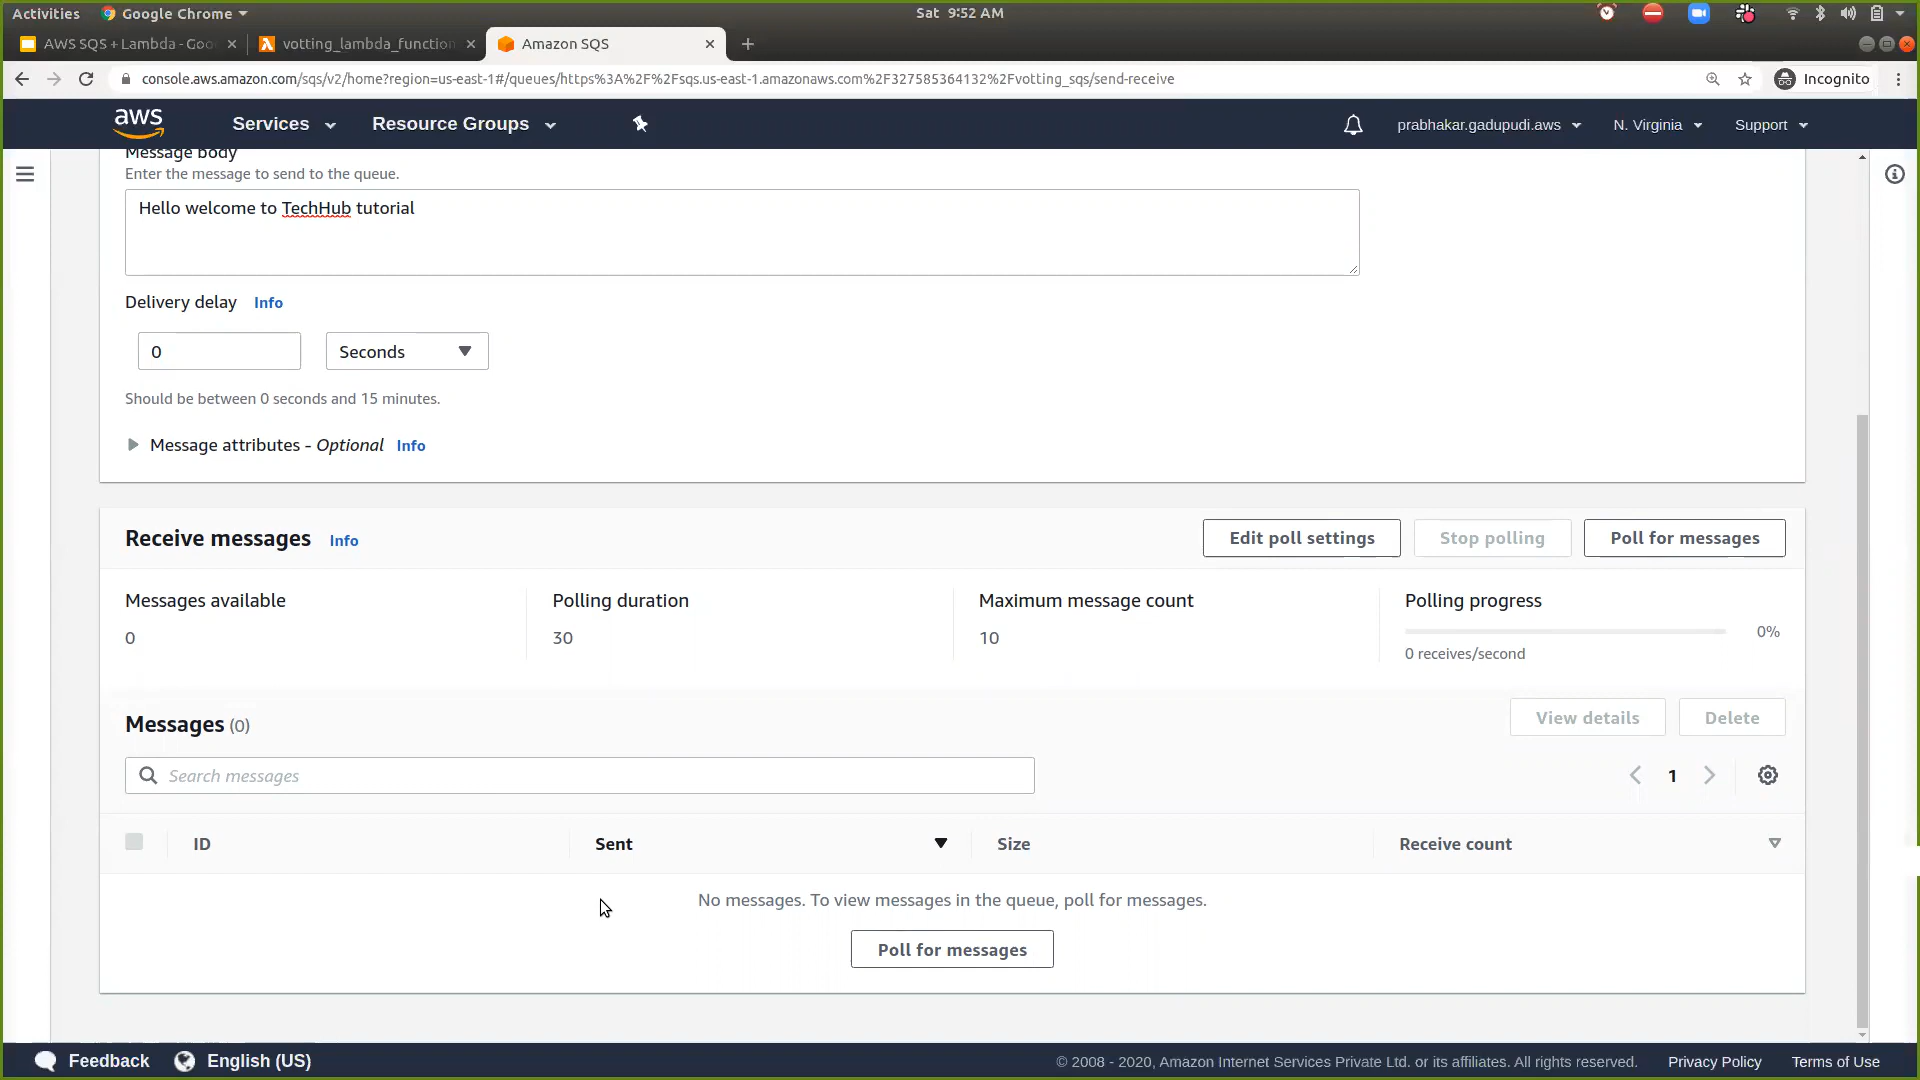 Activities Google Chrome Sat 9:52 AM
AWS SQS + Lambda - Goo votting_lambda_function Amazon SQS
console.aws.amazon.com/sqs/v2/home?region=us-east-1#/queues/https%3A%2F%2Fsqs.us-east-1.amazonaws.com%2F327585364132%2Fvotting_sqs/send-receive Incognito
aws Services Resource Groups prabhakar.gadupudi.aws N. Virginia Support
Message body
Enter the message to send to the queue.
Hello welcome to TechHub tutorial
Delivery delay Info
0 Seconds
Should be between 0 seconds and 15 minutes.
Message attributes - Optional Info
Receive messages Info Edit poll settings Stop polling Poll for messages
Messages available Polling duration Maximum message count Polling progress
0 30 10 0%
0 receives/second
Messages (0) View details Delete
Search messages 1
ID Sent Size Receive count
No messages. To view messages in the queue, poll for messages.
Poll for messages
Feedback English (US) © 2008 - 2020, Amazon Internet Services Private Ltd. or its affiliates. All rights reserved. Privacy Policy Terms of Use